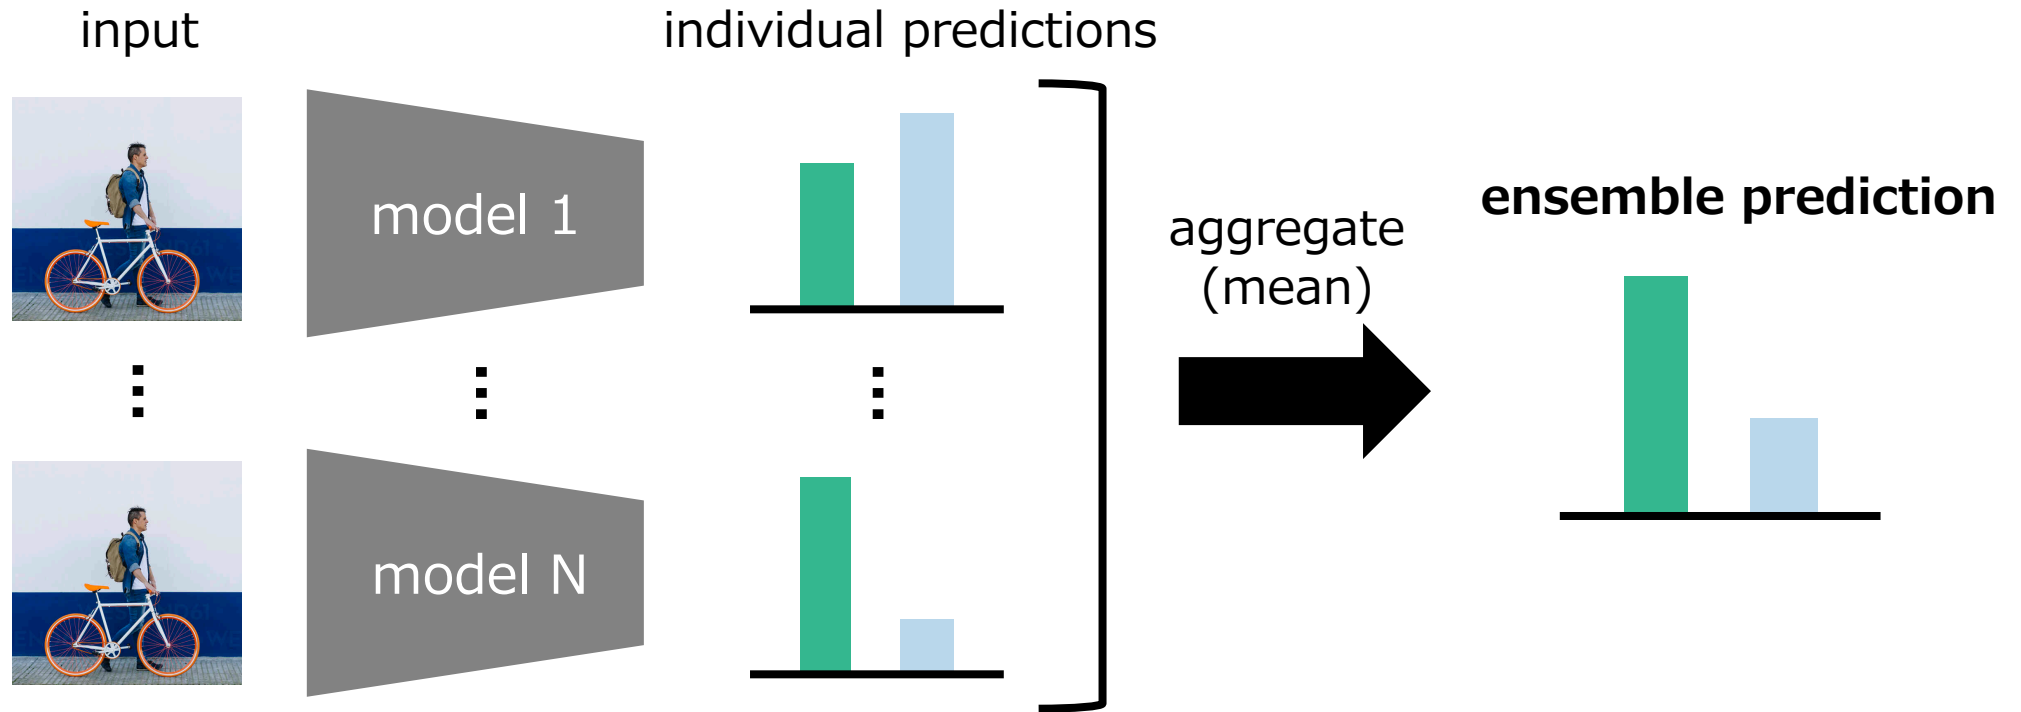 input
individual predictions
model 1
aggregate
(mean)
ensemble prediction
model N